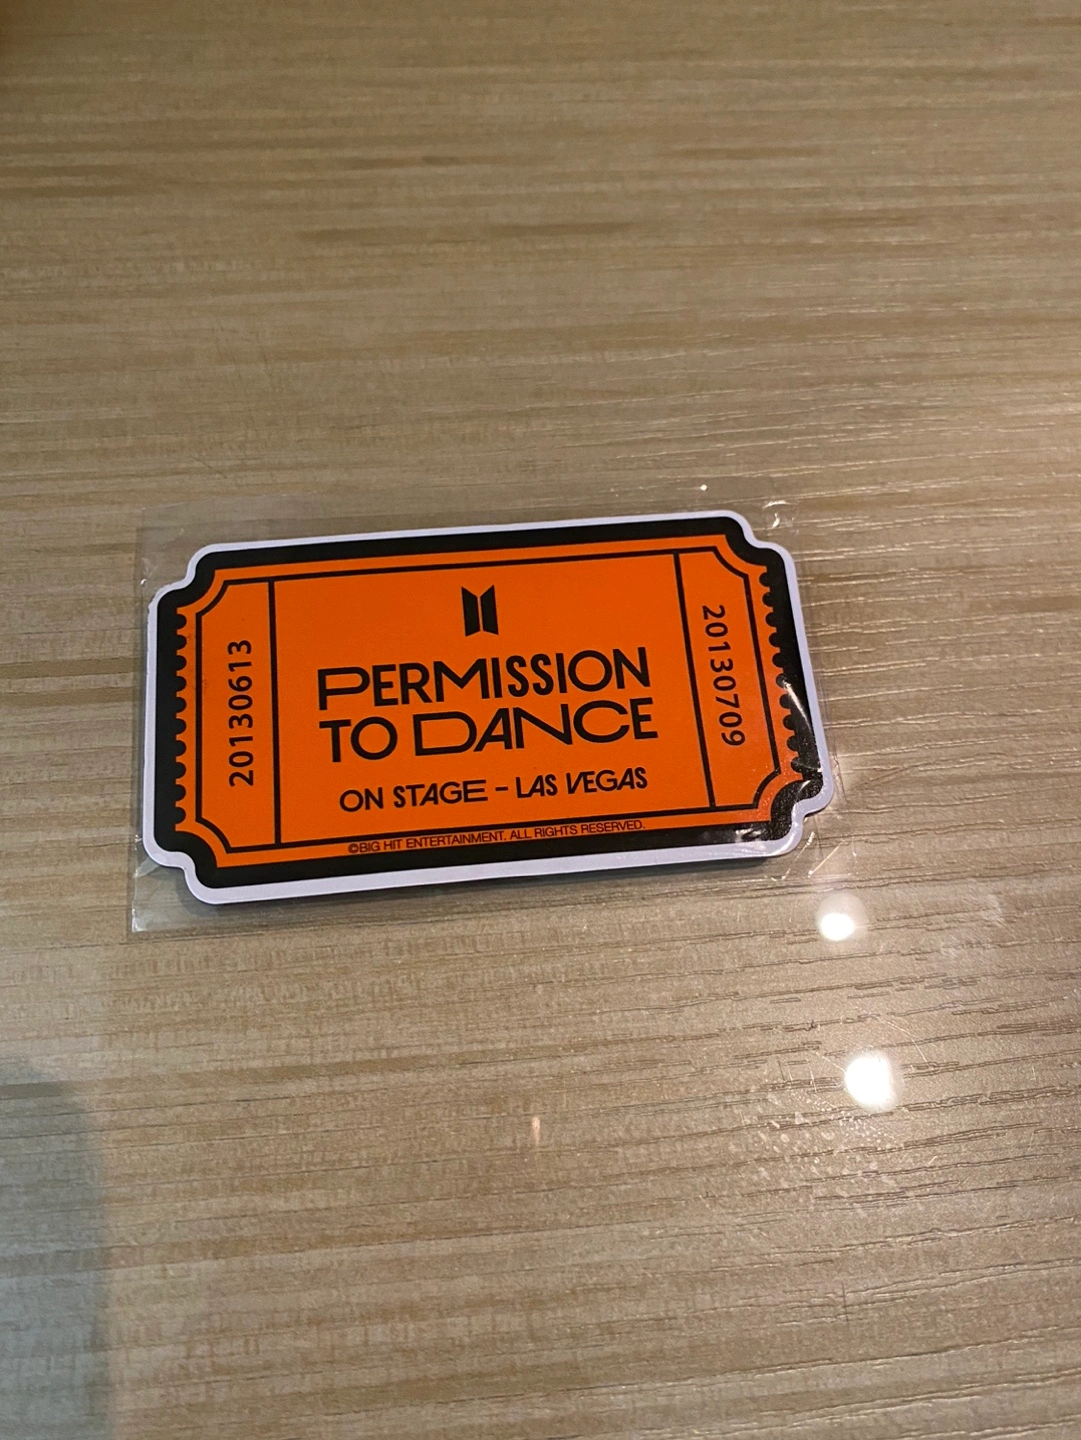 20130613
PERMISSION
TO DANCE
ON STAGE - LAS VEGAS
©BIG HIT ENTERTAINMENT. ALL RIGHTS RESERVED.
20130709